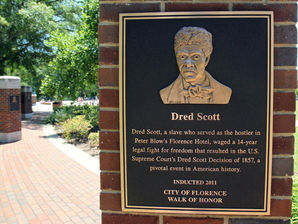 Dred Scott
Dred Scott, a slave who served as the hostler in
Peter Blow's Florence Hotel, waged a 14-year
legal fight for freedom that resulted in the U.S.
Supreme Court's Dred Scott Decision of 1857, a
pivotal event in American history.
INDUCTED 2011
CITY OF FLORENCE
WALK OF HONOR